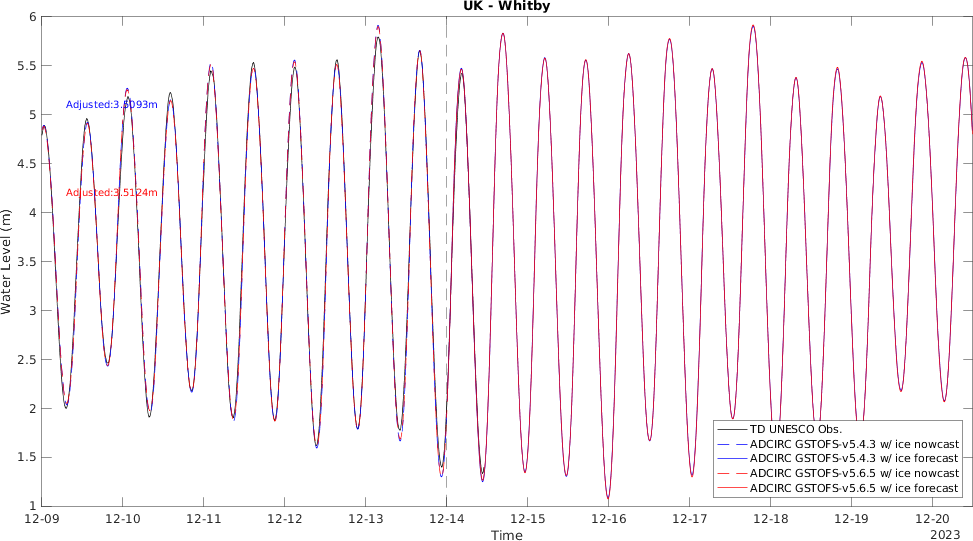 UK - Whitby
Water Level (m)
6
5.5
5
4.5
4
3.5
3
2.5
2
1.5
1
Adjusted:3.5093m
Adjusted:3.5124m
TD UNESCO Obs.
ADCIRC GSTOFS-v5.4.3 w/ ice nowcast
ADCIRC GSTOFS-v5.4.3 w/ ice forecast
ADCIRC GSTOFS-v5.6.5 w/ ice nowcast
ADCIRC GSTOFS-v5.6.5 w/ ice forecast
12-09 12-10 12-11 12-12 12-13 12-14 12-15 12-16 12-17 12-18 12-19 12-20
2023
Time